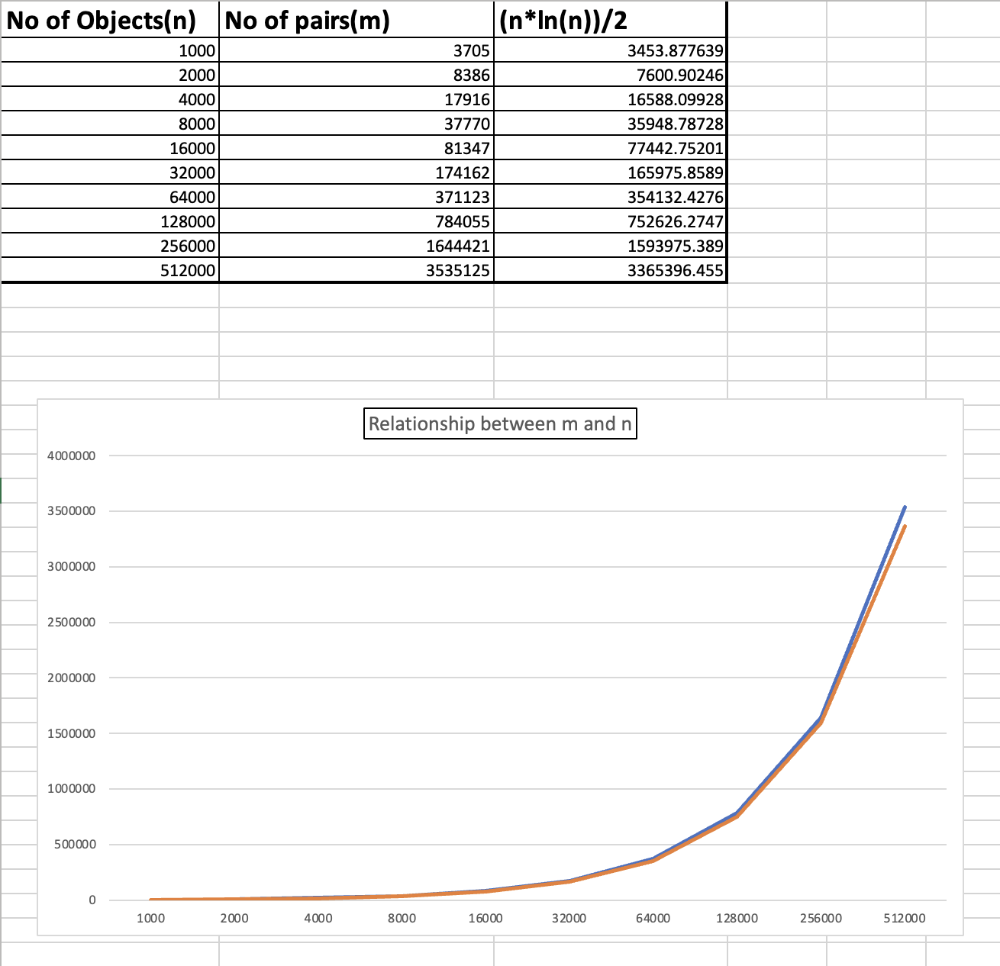 No of Objects(n) No of pairs(m) (n*ln(n))/2
1000 3705 3453.877639
2000 8386 7600.90246
4000 17916 16588.09928
8000 37770 35948.78728
16000 81347 77442.75201
32000 174162 165975.8589
64000 371123 354132.4276
128000 784055 752626.2747
256000 1644421 1593975.389
512000 3535125 3365396.455
Relationship between m and n
4000000
3500000
3000000
2500000
2000000
1500000
1000000
500000
0
1000 2000 4000 8000 16000 32000 64000 128000 256000 512000